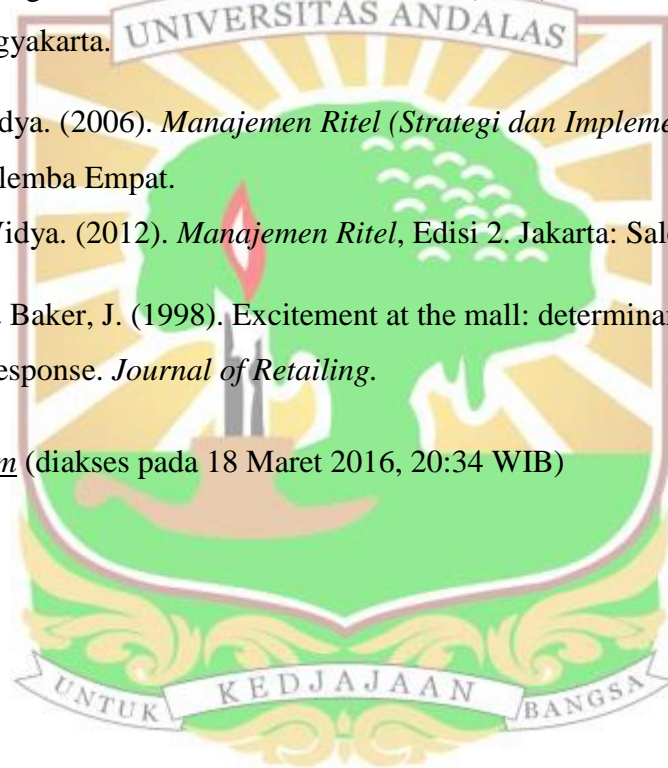 UNIVERSITAS ANDALAS
gyakarta.
dya. (2006). Manajemen Ritel (Strategi dan Impleme
lemba Empat.
Vidya. (2012). Manajemen Ritel, Edisi 2. Jakarta: Sal
Baker, J. (1998). Excitement at the mall: determina
esponse. Journal of Retailing.
m (diakses pada 18 Maret 2016, 20:34 WIB)
UNTUK KEDJAJAAN BANGSA